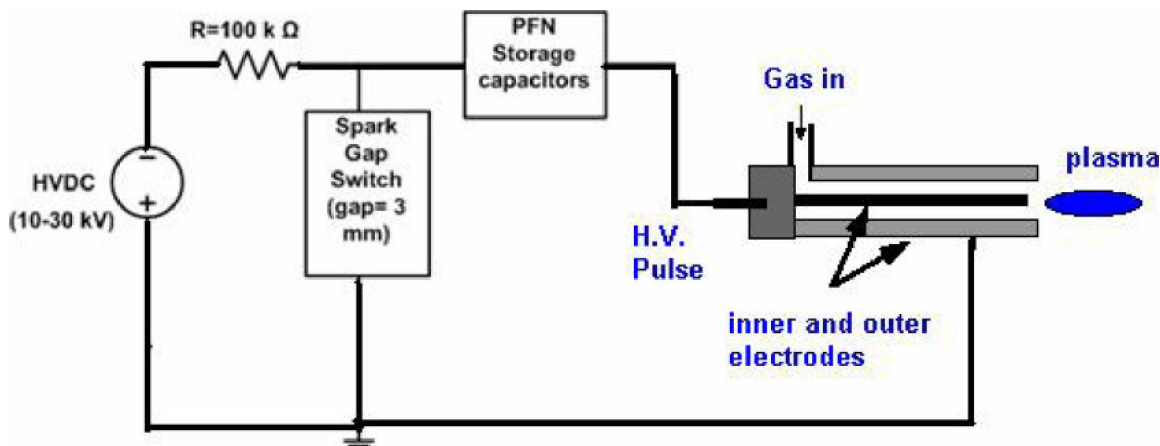 R=100 k Ω
PFN
Storage
capacitors
Gas in
Spark
Gap
Switch
(gap= 3
mm)
plasma
−
+
HVDC
(10-30 kV)
H.V.
Pulse
inner and outer
electrodes